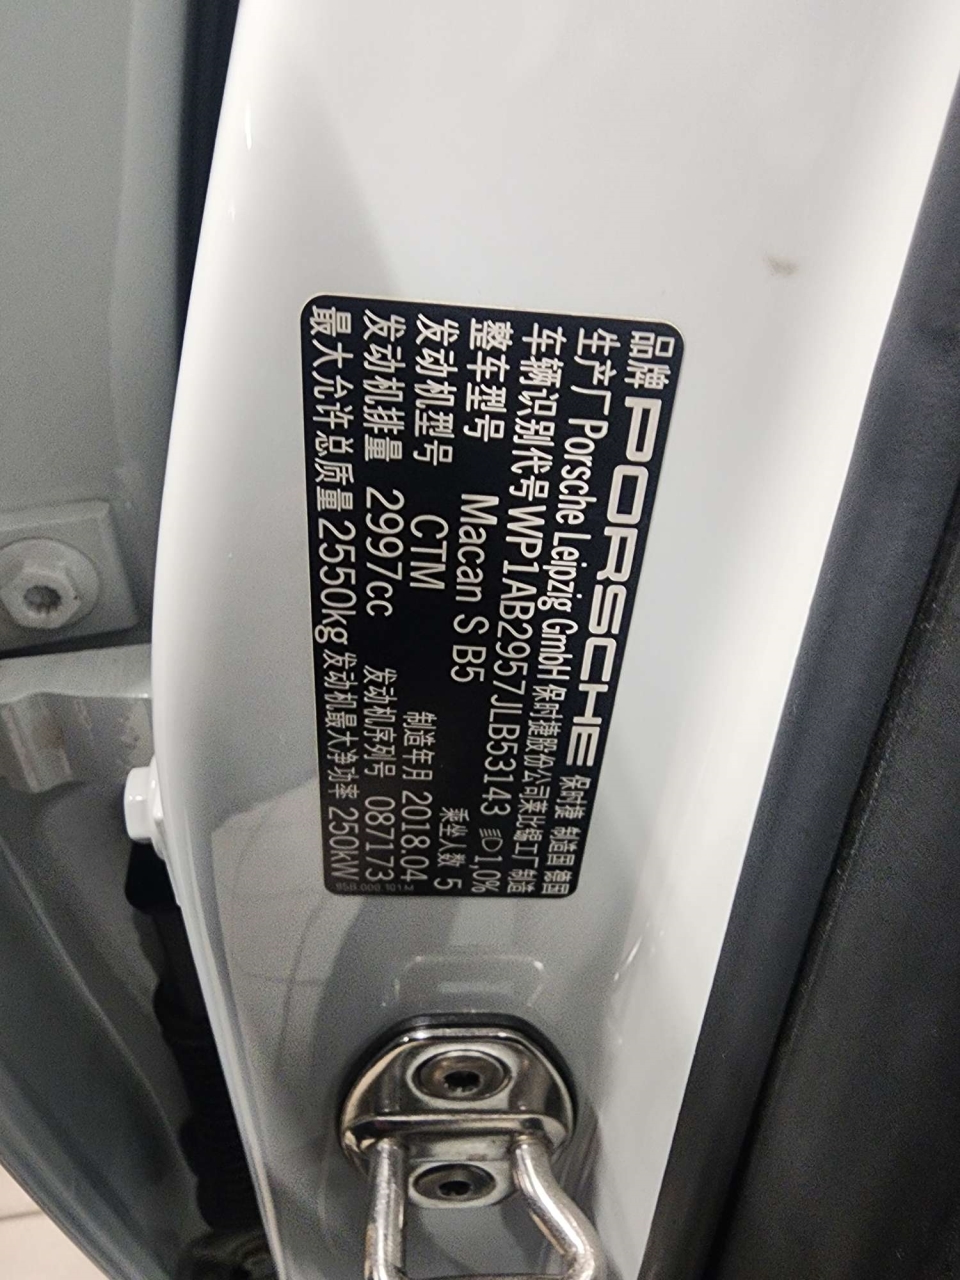 品牌 PORSCHE 保时捷 制造国 德国
生产厂 Porsche Leipzig GmbH 保时捷股份公司莱比锡工厂 制造
车辆识别代号 WP1AB2957JLB53143 1,0%
整车型号 Macan S B5 乘坐人数 5
发动机型号 CTM 制造年月 2018.04
发动机排量 2997cc 发动机序列号 087173
最大允许总质量 2550kg 发动机最大净功率 250kW
95B.000.101.M